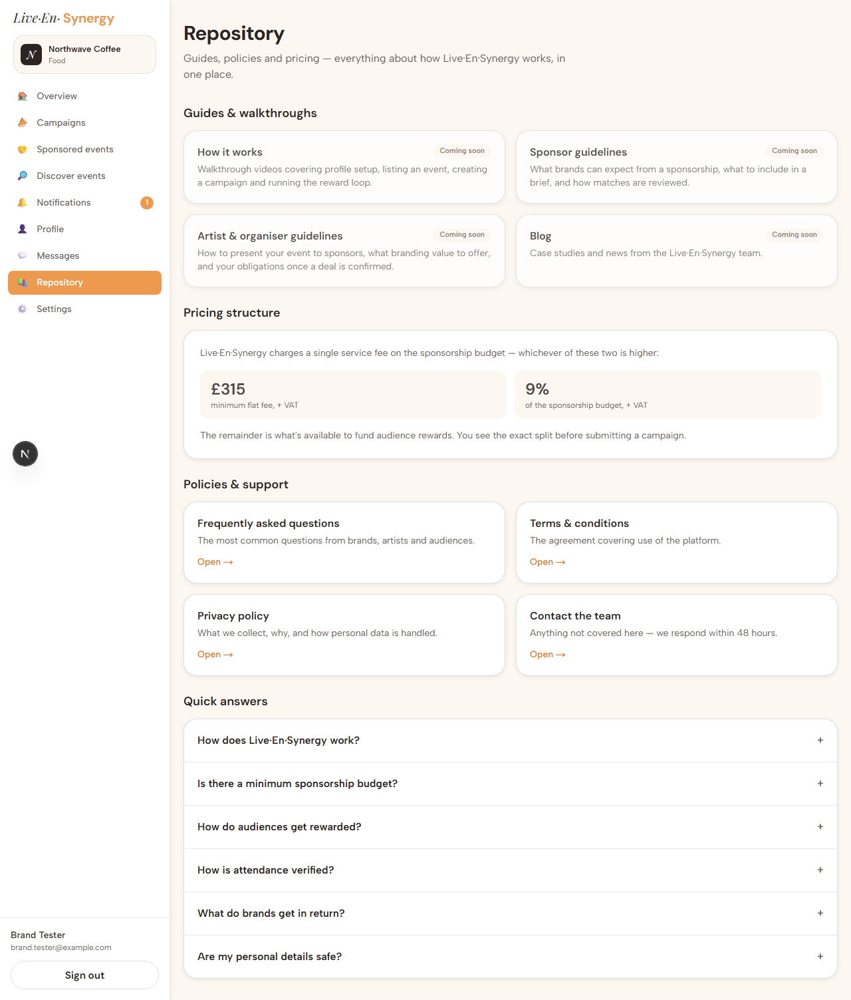 Live·En· Synergy
N
Northwave Coffee
Food
Overview
Campaigns
Sponsored events
Discover events
Notifications
1
Profile
Messages
Repository
Settings
N
Brand Tester
brand.tester@example.com
Sign out
Repository
Guides, policies and pricing — everything about how Live·En·Synergy works, in
one place.
Guides & walkthroughs
How it works
Coming soon
Walkthrough videos covering profile setup, listing an event, creating
a campaign and running the reward loop.
Sponsor guidelines
Coming soon
What brands can expect from a sponsorship, what to include in a
brief, and how matches are reviewed.
Artist & organiser guidelines
Coming soon
How to present your event to sponsors, what branding value to offer,
and your obligations once a deal is confirmed.
Blog
Coming soon
Case studies and news from the Live·En·Synergy team.
Pricing structure
Live·En·Synergy charges a single service fee on the sponsorship budget — whichever of these two is higher:
£315
minimum flat fee, + VAT
9%
of the sponsorship budget, + VAT
The remainder is what's available to fund audience rewards. You see the exact split before submitting a campaign.
Policies & support
Frequently asked questions
The most common questions from brands, artists and audiences.
Open →
Terms & conditions
The agreement covering use of the platform.
Open →
Privacy policy
What we collect, why, and how personal data is handled.
Open →
Contact the team
Anything not covered here — we respond within 48 hours.
Open →
Quick answers
How does Live·En·Synergy work?
+
Is there a minimum sponsorship budget?
+
How do audiences get rewarded?
+
How is attendance verified?
+
What do brands get in return?
+
Are my personal details safe?
+